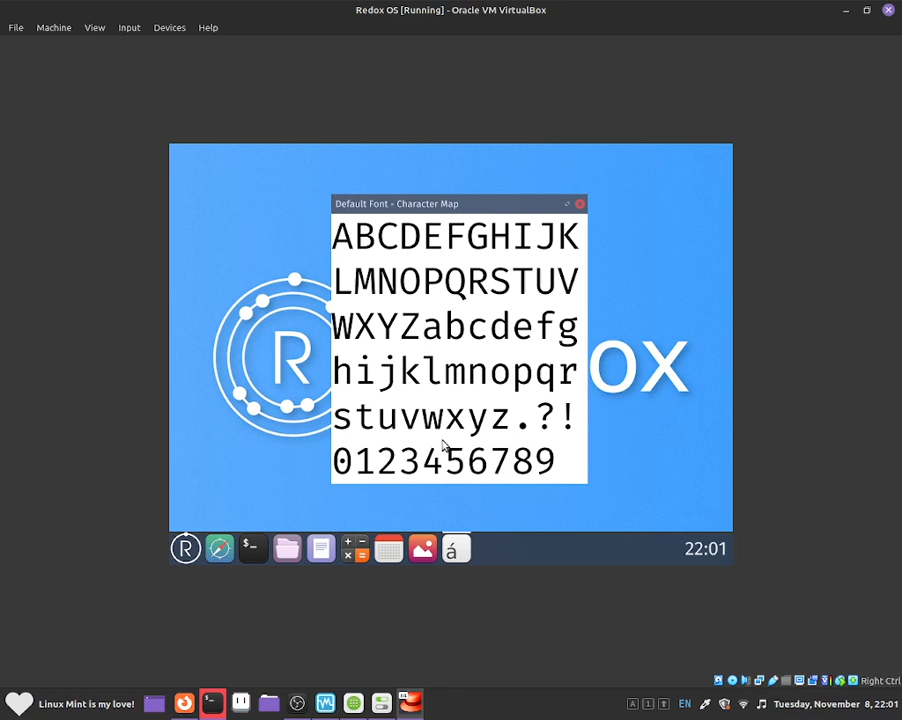 Redox OS [Running] - Oracle VM VirtualBox
File Machine View Input Devices Help
Default Font - Character Map
ABCDEFGHIJK
LMNOPQRSTUV
WXYZabcdefg
hijklmnopqr
stuvwxyz.?!
0123456789
R
ox
R
$_
á
22:01
Right Ctrl
Linux Mint is my love!
$_
A 1
EN
Tuesday, November 8, 22:01